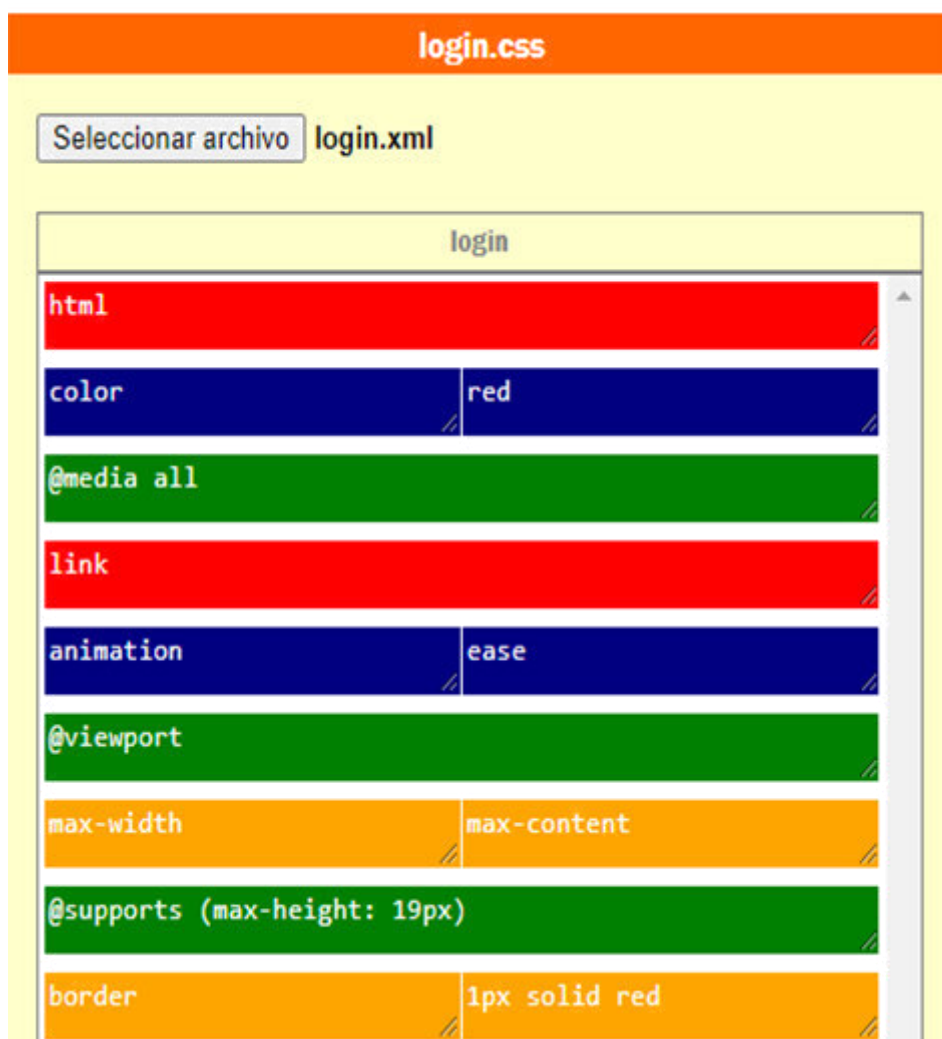 login.css
Seleccionar archivo login.xml
login
html
color red
@media all
link
animation ease
@viewport
max-width max-content
@supports (max-height: 19px)
border 1px solid red